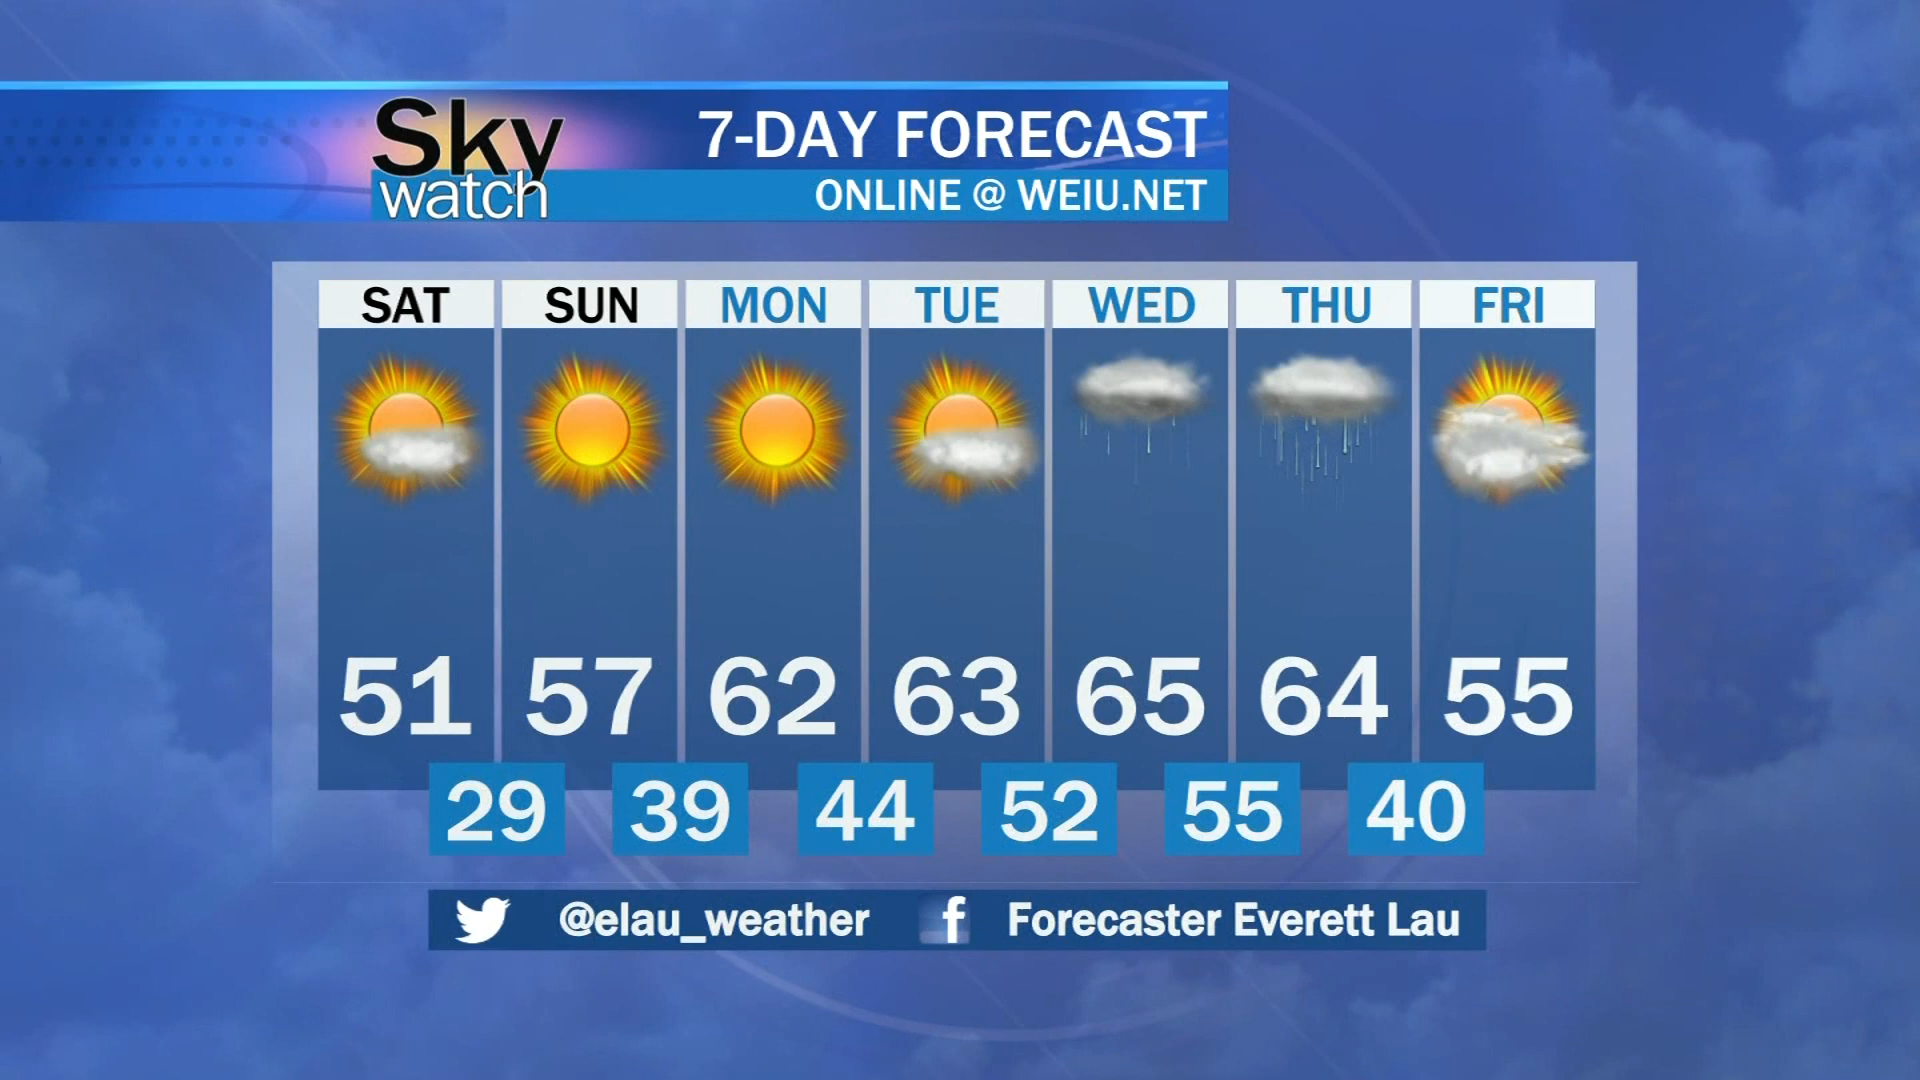 Sky
watch
7-DAY FORECAST
ONLINE @ WEIU.NET
SAT SUN MON TUE WED THU FRI
51 57 62 63 65 64 55
29 39 44 52 55 40
@elau_weather f Forecaster Everett Lau